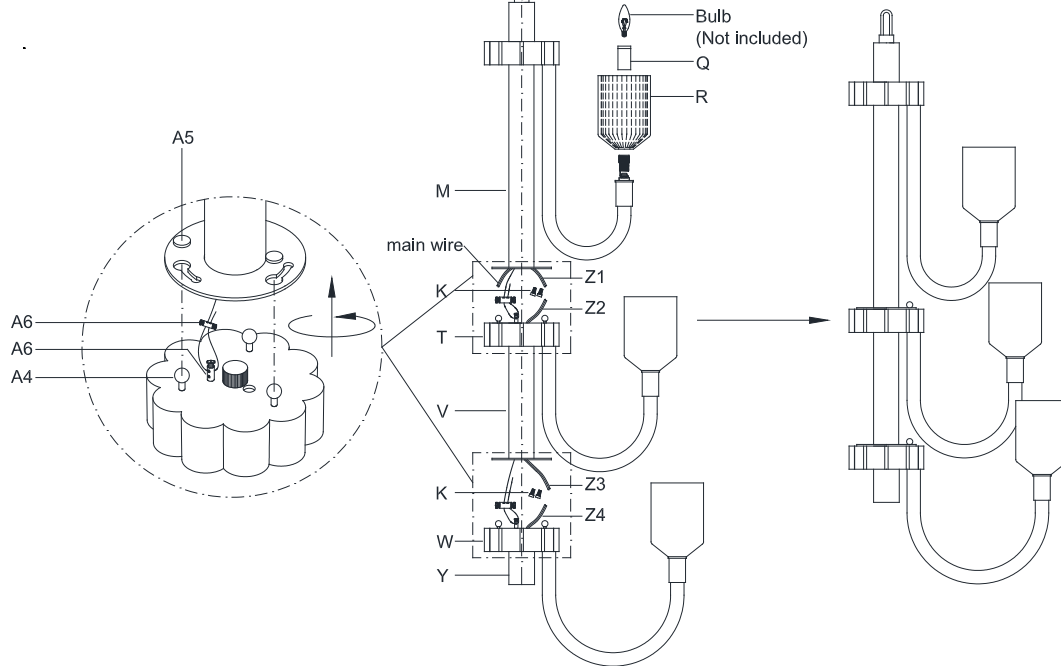 Bulb
(Not included)
Q
R
A5
M
main wire
Z1
K
Z2
A6
T
A6
A4
V
Z3
K
Z4
W
Y